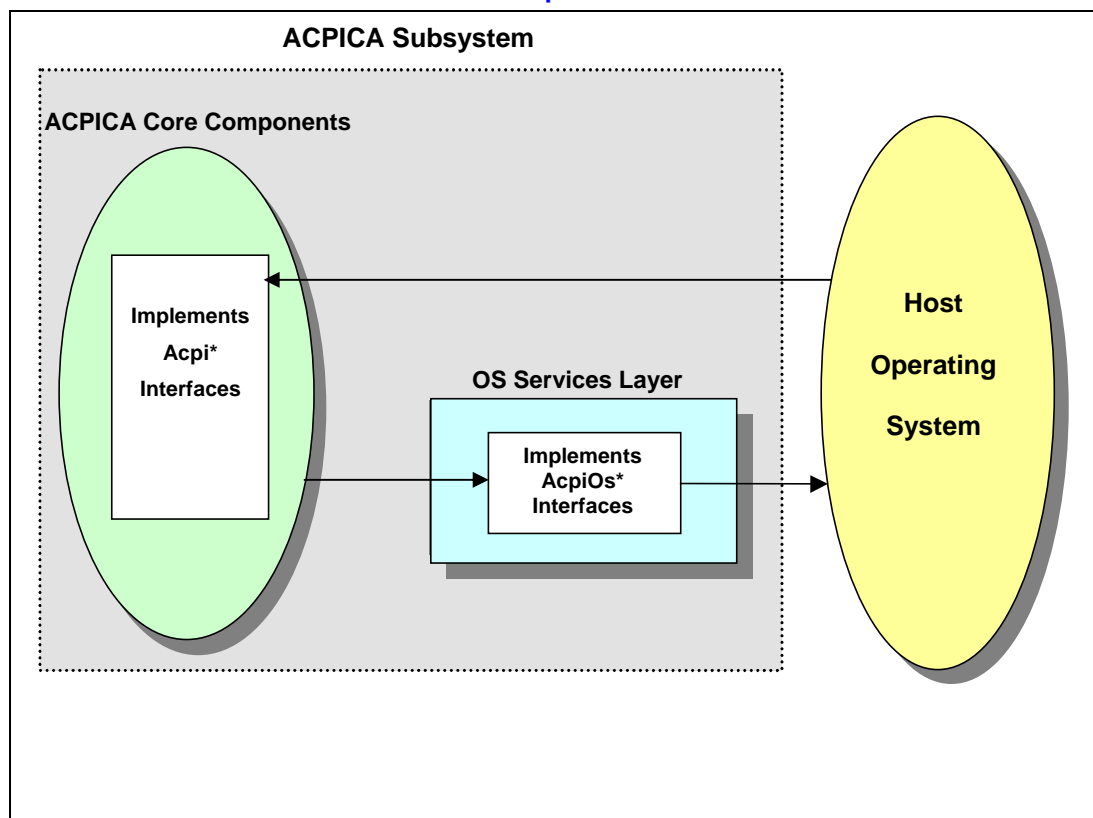 ACPICA Subsystem
ACPICA Core Components
Implements
Acpi*
Interfaces
OS Services Layer
Implements
AcpiOs*
Interfaces
Host
Operating
System